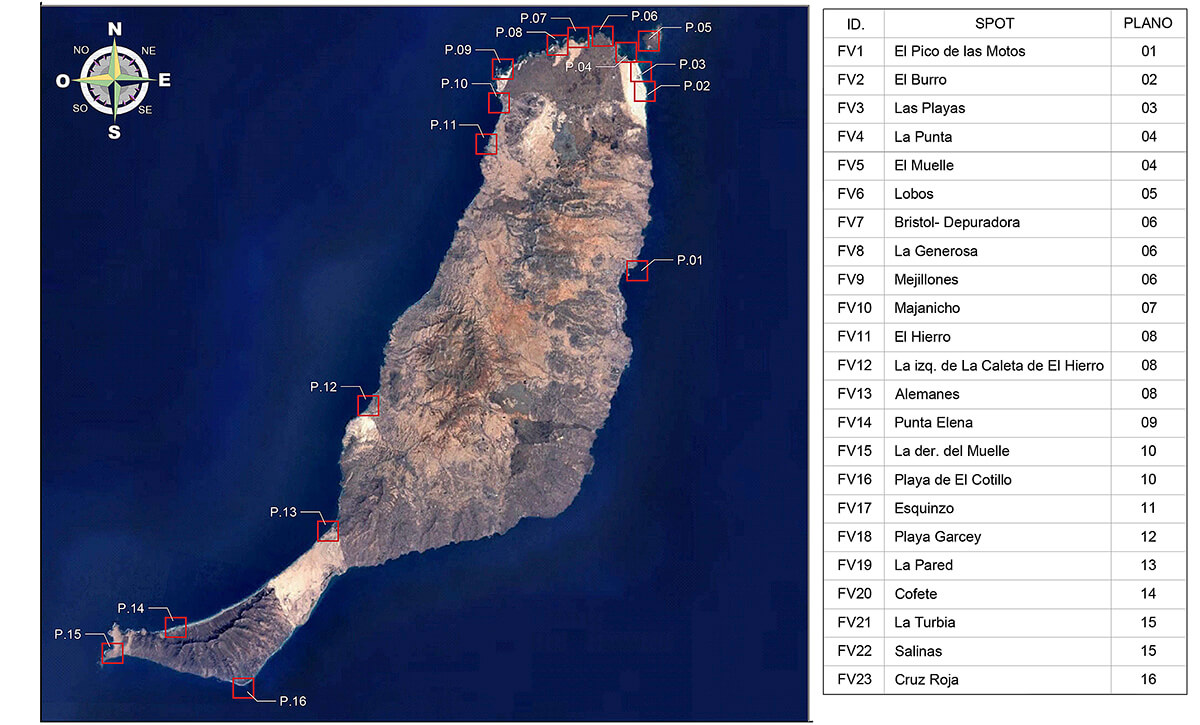 N
NO NE
O E
SO SE
S
P.07
P.06
P.08
P.05
P.09
P.04
P.03
P.10
P.02
P.11
P.01
P.12
P.13
P.14
P.15
P.16
ID. SPOT PLANO
FV1 El Pico de las Motos 01
FV2 El Burro 02
FV3 Las Playas 03
FV4 La Punta 04
FV5 El Muelle 04
FV6 Lobos 05
FV7 Bristol- Depuradora 06
FV8 La Generosa 06
FV9 Mejillones 06
FV10 Majanicho 07
FV11 El Hierro 08
FV12 La izq. de La Caleta de El Hierro 08
FV13 Alemanes 08
FV14 Punta Elena 09
FV15 La der. del Muelle 10
FV16 Playa de El Cotillo 10
FV17 Esquinzo 11
FV18 Playa Garcey 12
FV19 La Pared 13
FV20 Cofete 14
FV21 La Turbia 15
FV22 Salinas 15
FV23 Cruz Roja 16